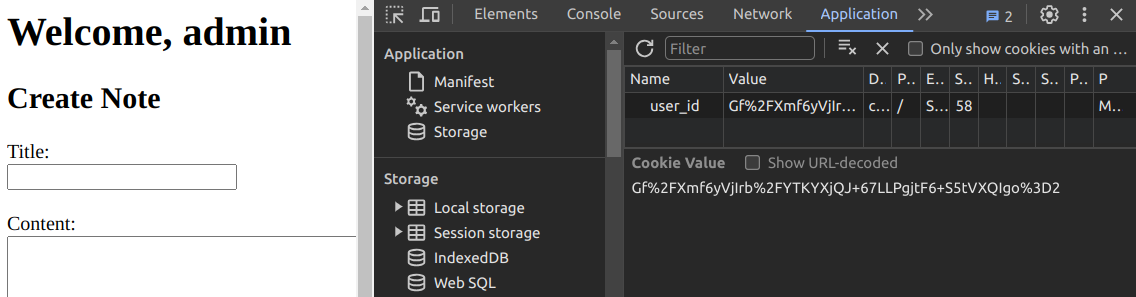 Welcome, admin
Create Note
Title:
Content:
Elements Console Sources Network Application 2
Application
Manifest
Service workers
Storage
Storage
Local storage
Session storage
IndexedDB
Web SQL
Filter Only show cookies with an …
Name Value D. P. E. S. H. S. S. P. P
user_id Gf%2FXmf6yVjIr… c… / S… 58 M…
Cookie Value Show URL-decoded
Gf%2FXmf6yVjIrb%2FYTKYXjQJ+67LLPgjtF6+S5tVXQIgo%3D2